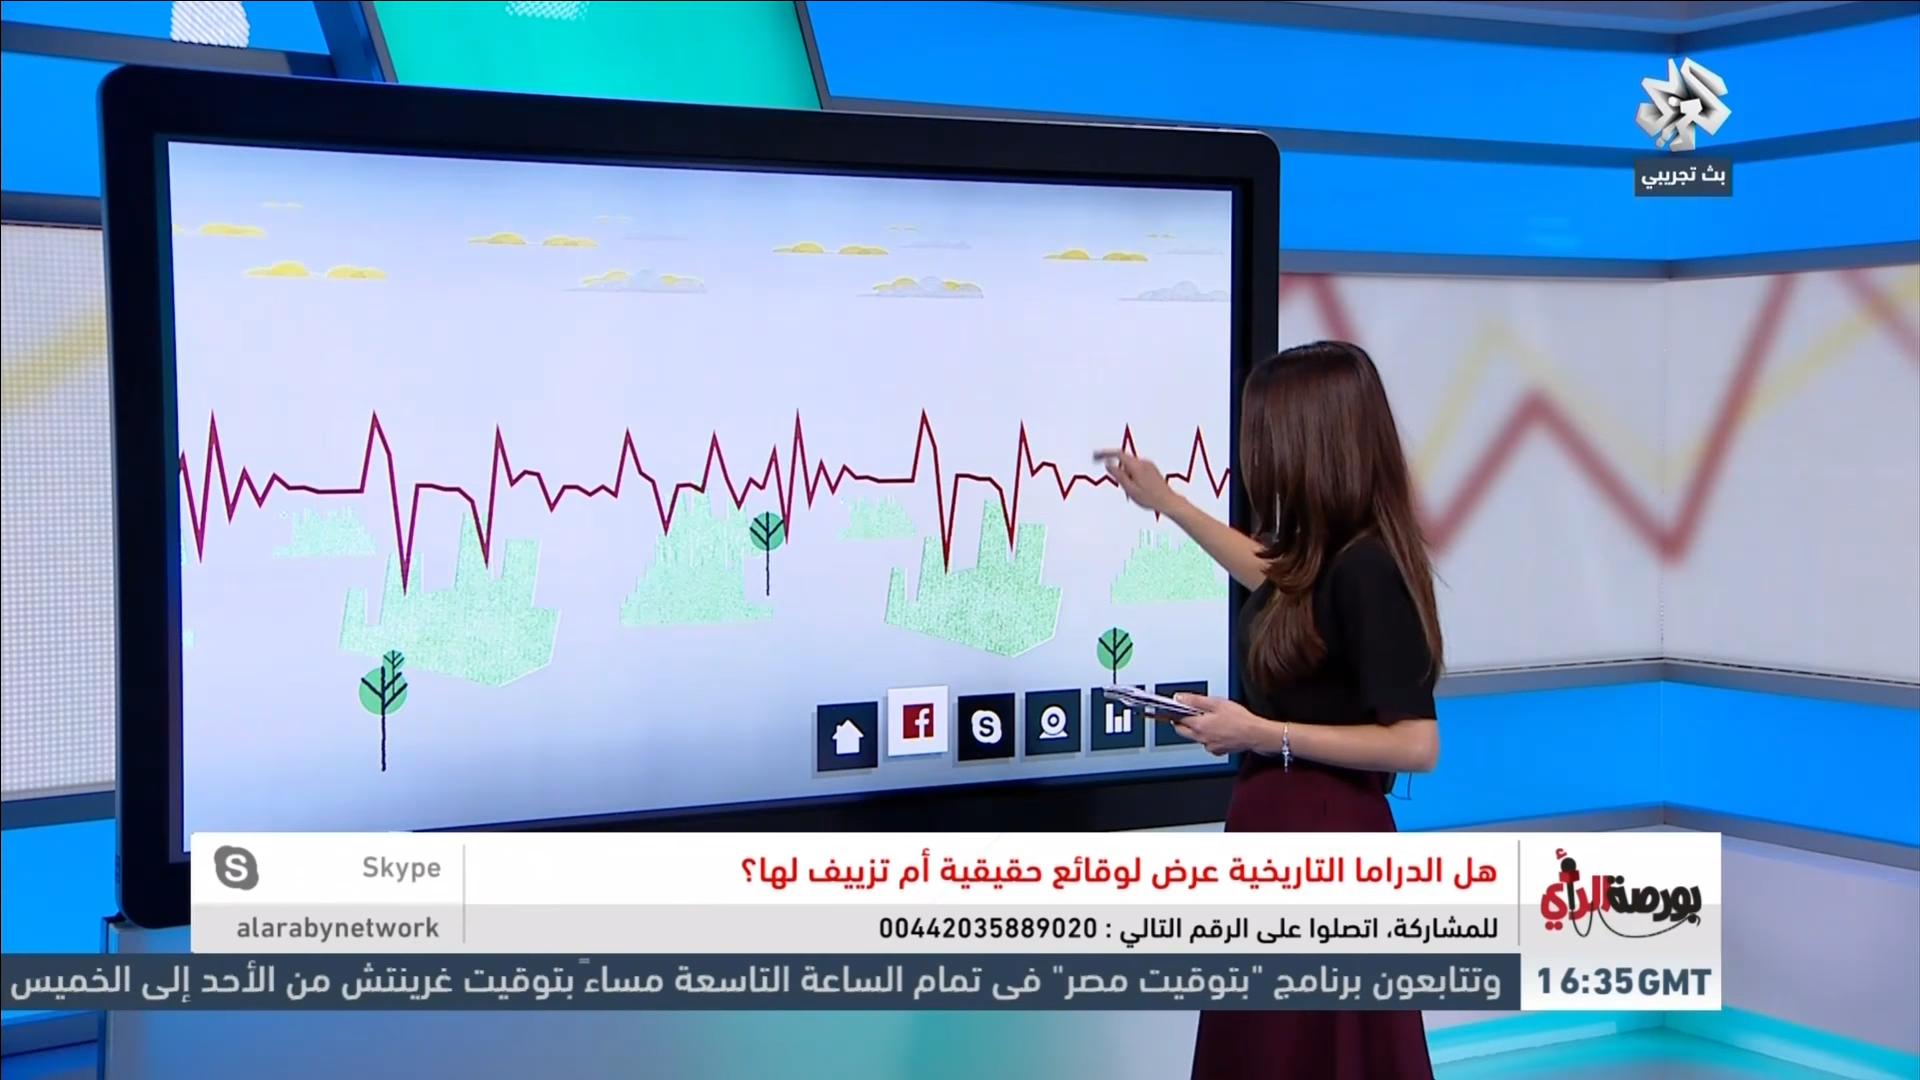 بث تجريبي
هل الدراما التاريخية عرض لوقائع حقيقية أم تزييف لها؟
للمشاركة، اتصلوا على الرقم التالي : 00442035889020
بورصة الرأي
Skype
alarabynetwork
وتتابعون برنامج "بتوقيت مصر" في تمام الساعة التاسعة مساءً بتوقيت غرينتش من الأحد إلى الخميس
16:35GMT